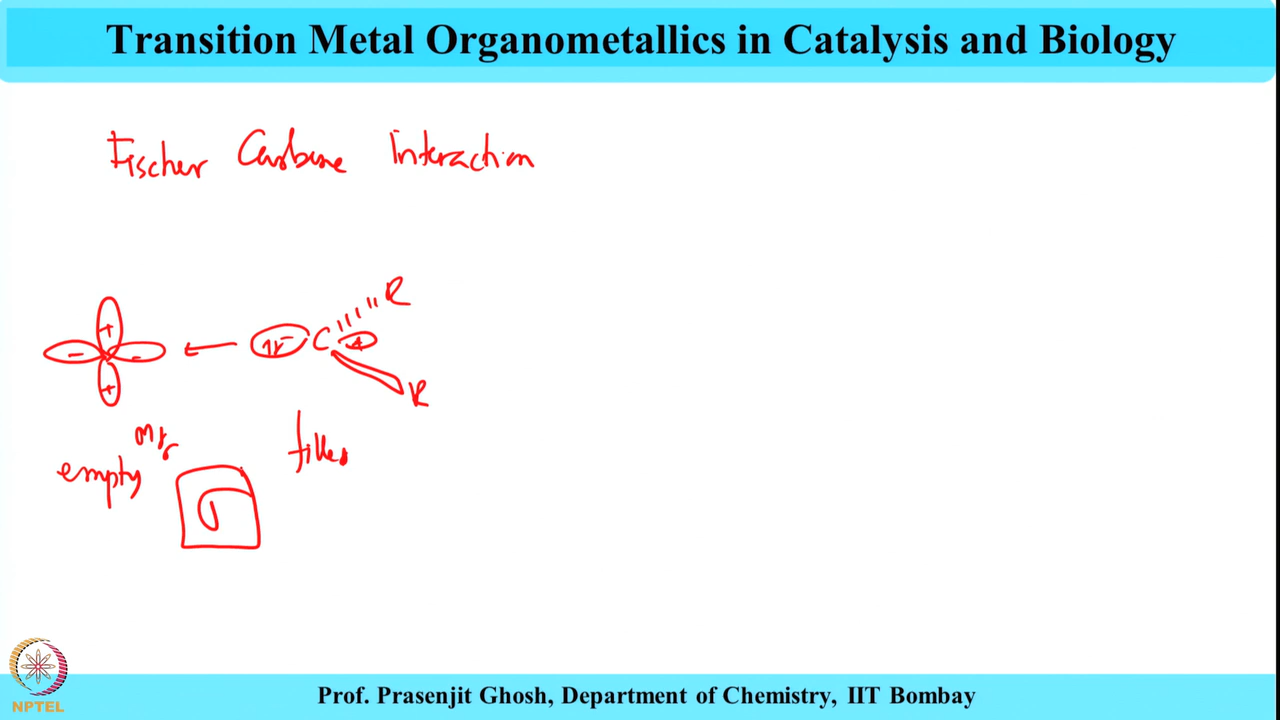 Transition Metal Organometallics in Catalysis and Biology
Fischer Carbene Interaction
R
+
- - C +
+
R
empty filled
σ
NPTEL
Prof. Prasenjit Ghosh, Department of Chemistry, IIT Bombay